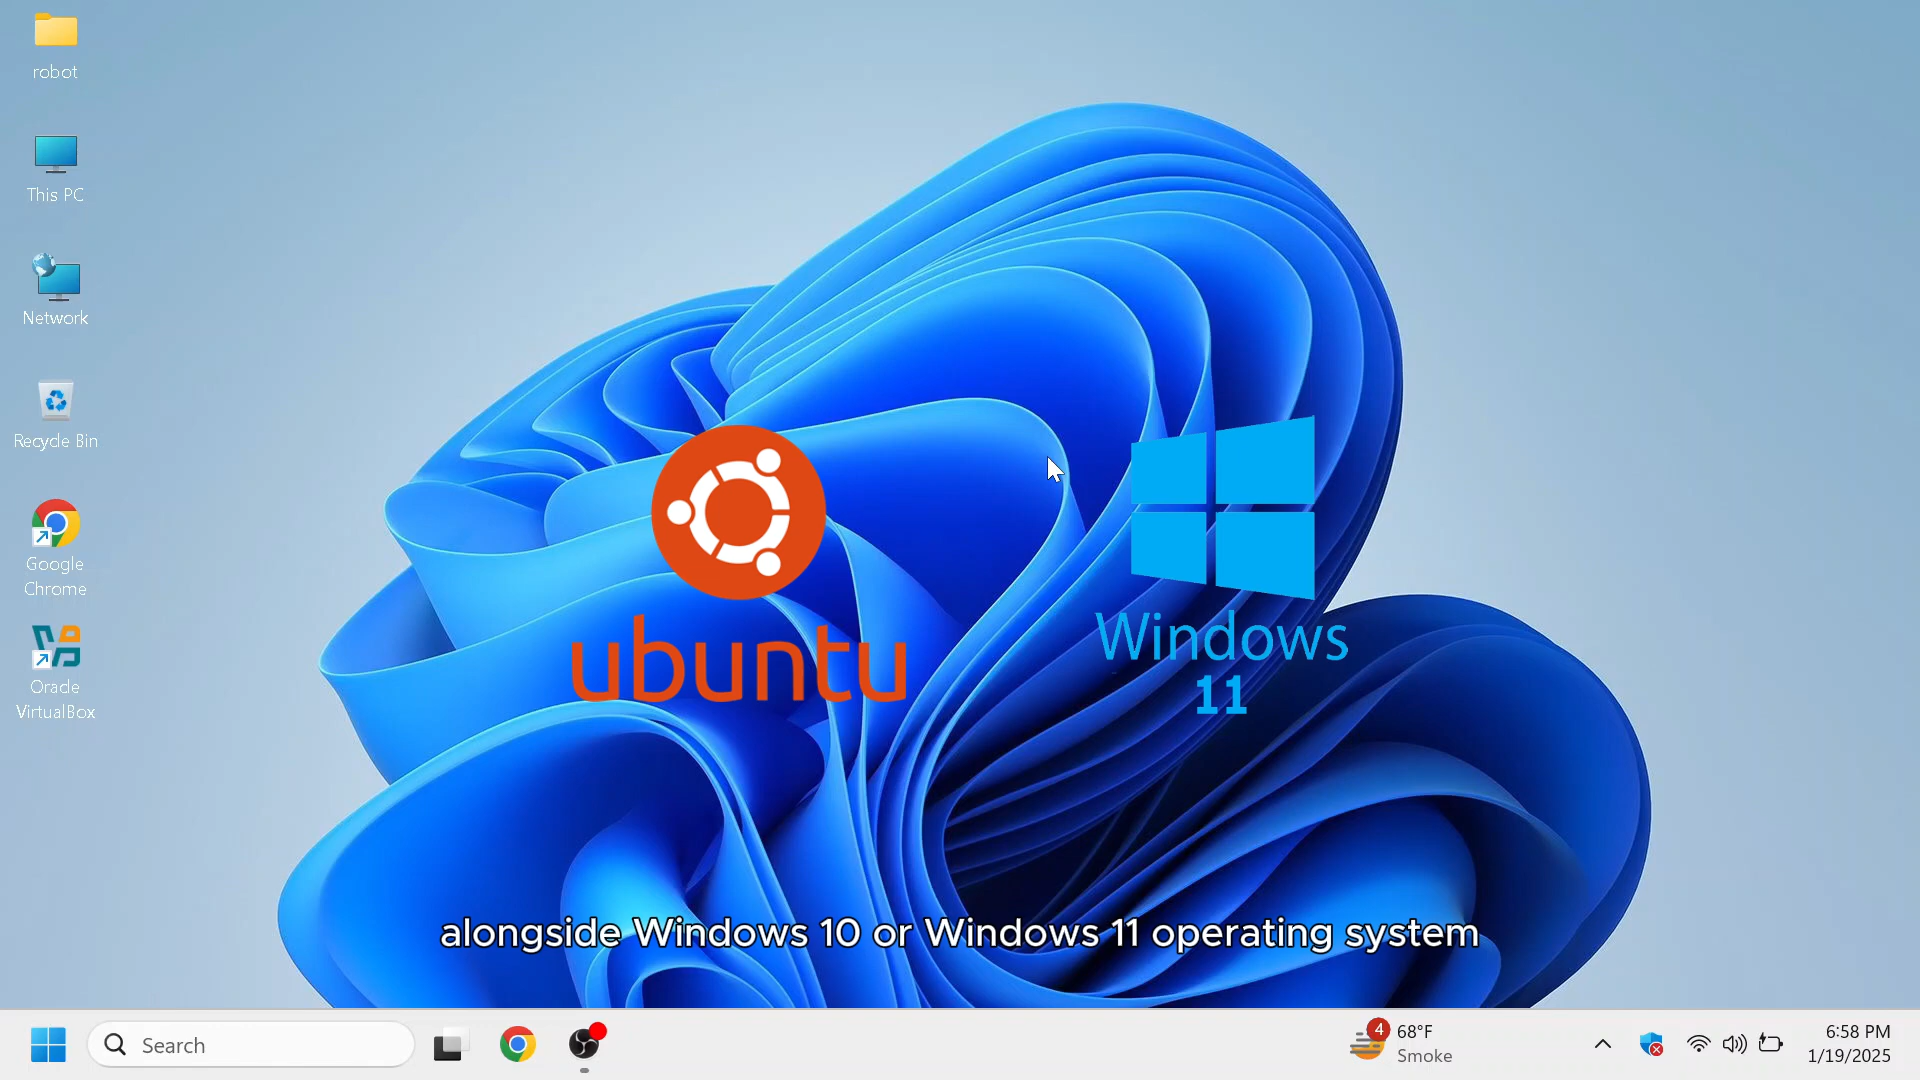 robot
This PC
Network
Recycle Bin
Google
Chrome
Oracle
VirtualBox
ubuntu
Windows
11
alongside Windows 10 or Windows 11 operating system
Search
4
68°F
Smoke
6:58 PM
1/19/2025